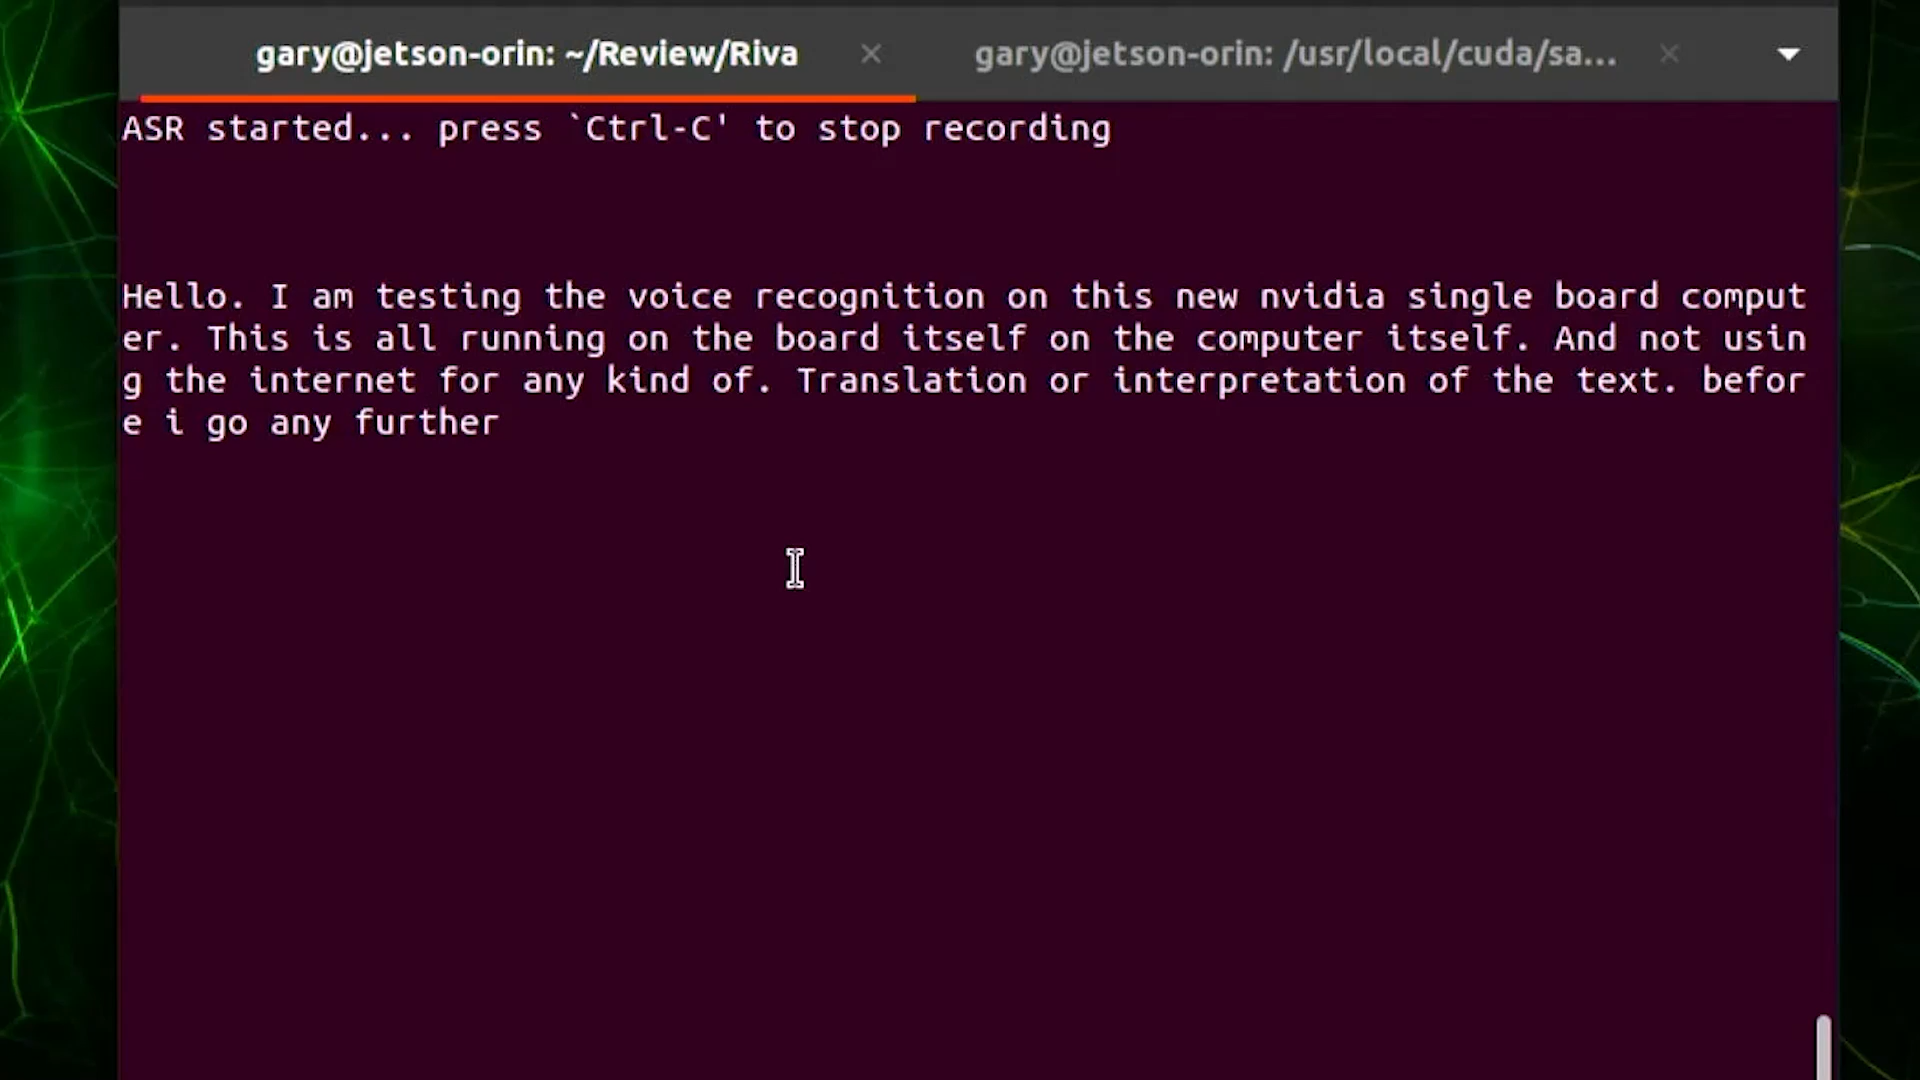 gary@jetson-orin: ~/Review/Riva × gary@jetson-orin: /usr/local/cuda/sa... ×
ASR started... press `Ctrl-C' to stop recording
Hello. I am testing the voice recognition on this new nvidia single board comput
er. This is all running on the board itself on the computer itself. And not usin
g the internet for any kind of. Translation or interpretation of the text. befor
e i go any further